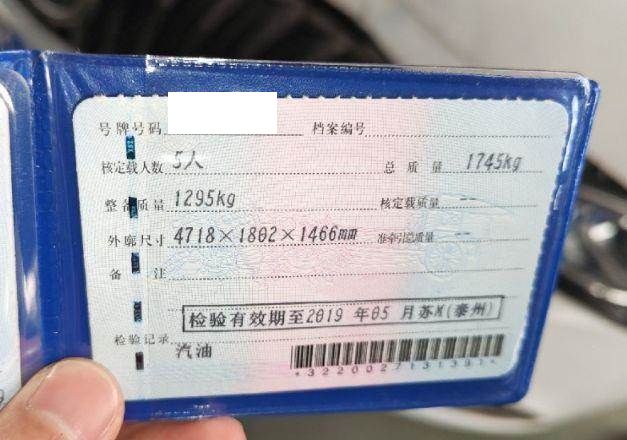 号牌号码 档案编号
核定载人数 5人 总质量 1745kg
整备质量 1295kg 核定载质量 --
外廓尺寸 4718×1802×1466mm 准牵引总质量 --
备注
检验有效期至2019年05月苏M(泰州)
检验记录 汽油